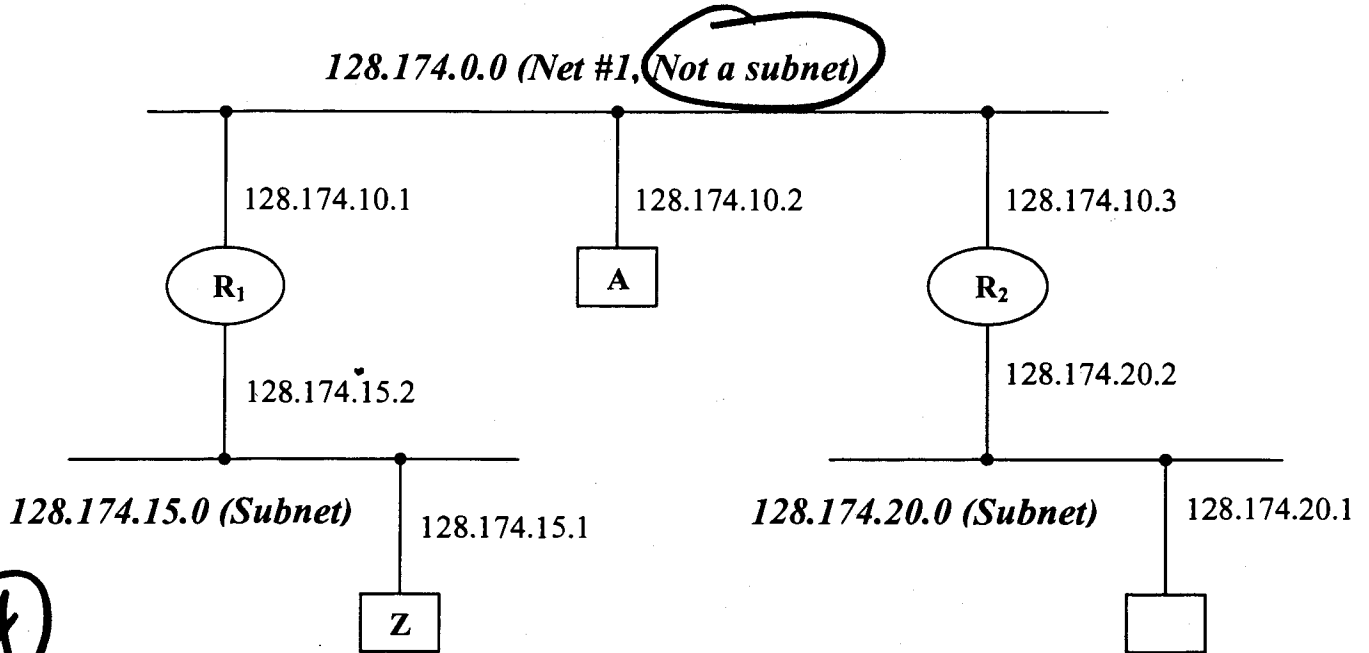 128.174.0.0 (Net #1, Not a subnet)
128.174.10.1
128.174.10.2
128.174.10.3
R₁
A
R₂
128.174.15.2
128.174.20.2
128.174.15.0 (Subnet)
128.174.15.1
128.174.20.0 (Subnet)
128.174.20.1
Z